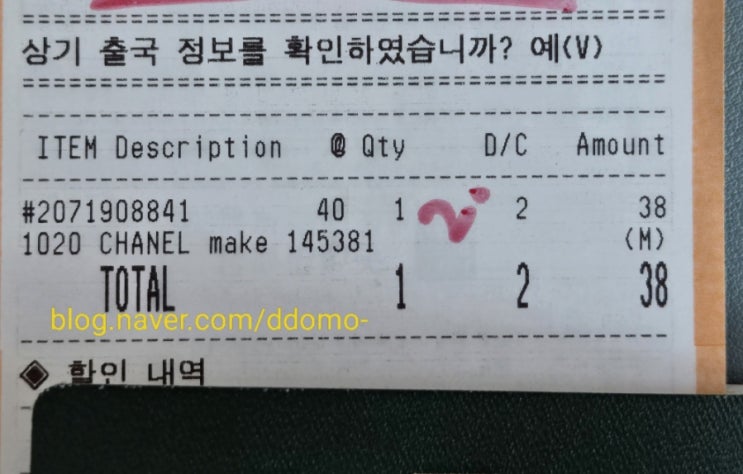 상기 출국 정보를 확인하였습니까? 예(V)
ITEM Description @ Qty D/C Amount
#2071908841 40 1 2 38
1020 CHANEL make 145381 (M)
TOTAL 1 2 38
blog.naver.com/ddomo-
◈ 할인 내역